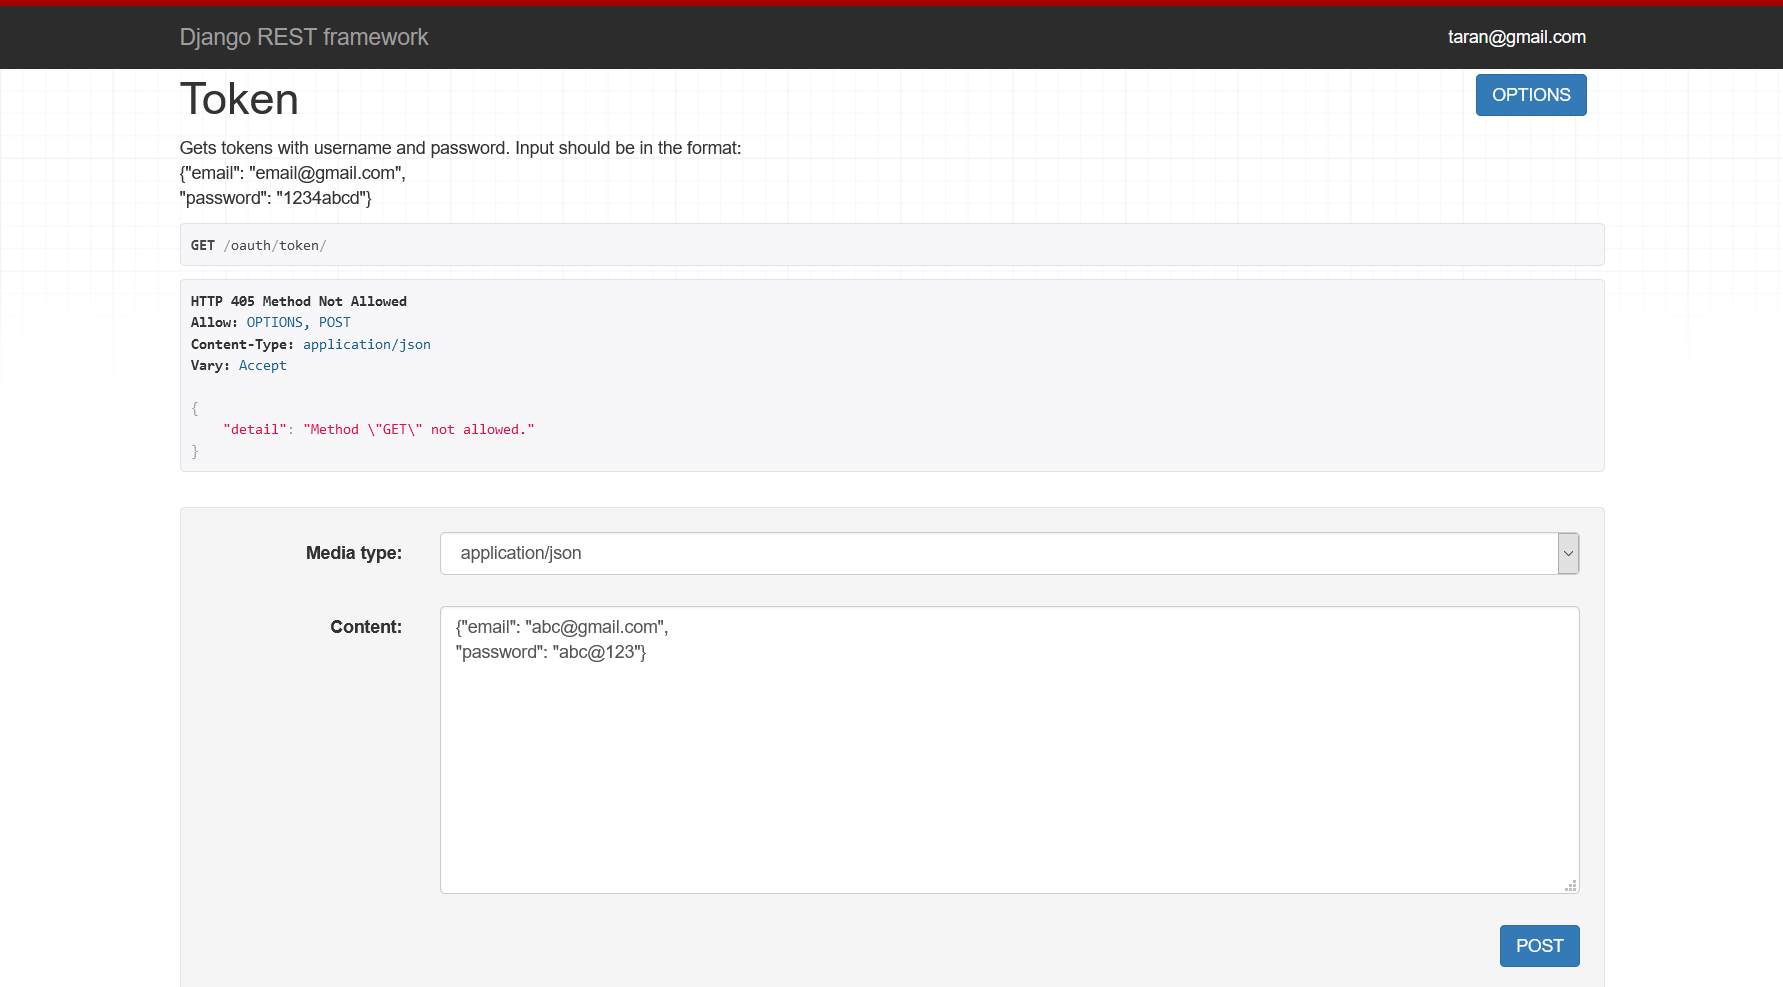 Django REST framework
taran@gmail.com
Token
OPTIONS
Gets tokens with username and password. Input should be in the format:
{"email": "email@gmail.com",
"password": "1234abcd"}
GET /oauth/token/
HTTP 405 Method Not Allowed
Allow: OPTIONS, POST
Content-Type: application/json
Vary: Accept
{
"detail": "Method \"GET\" not allowed."
}
Media type:
application/json
Content:
{"email": "abc@gmail.com",
"password": "abc@123"}
POST